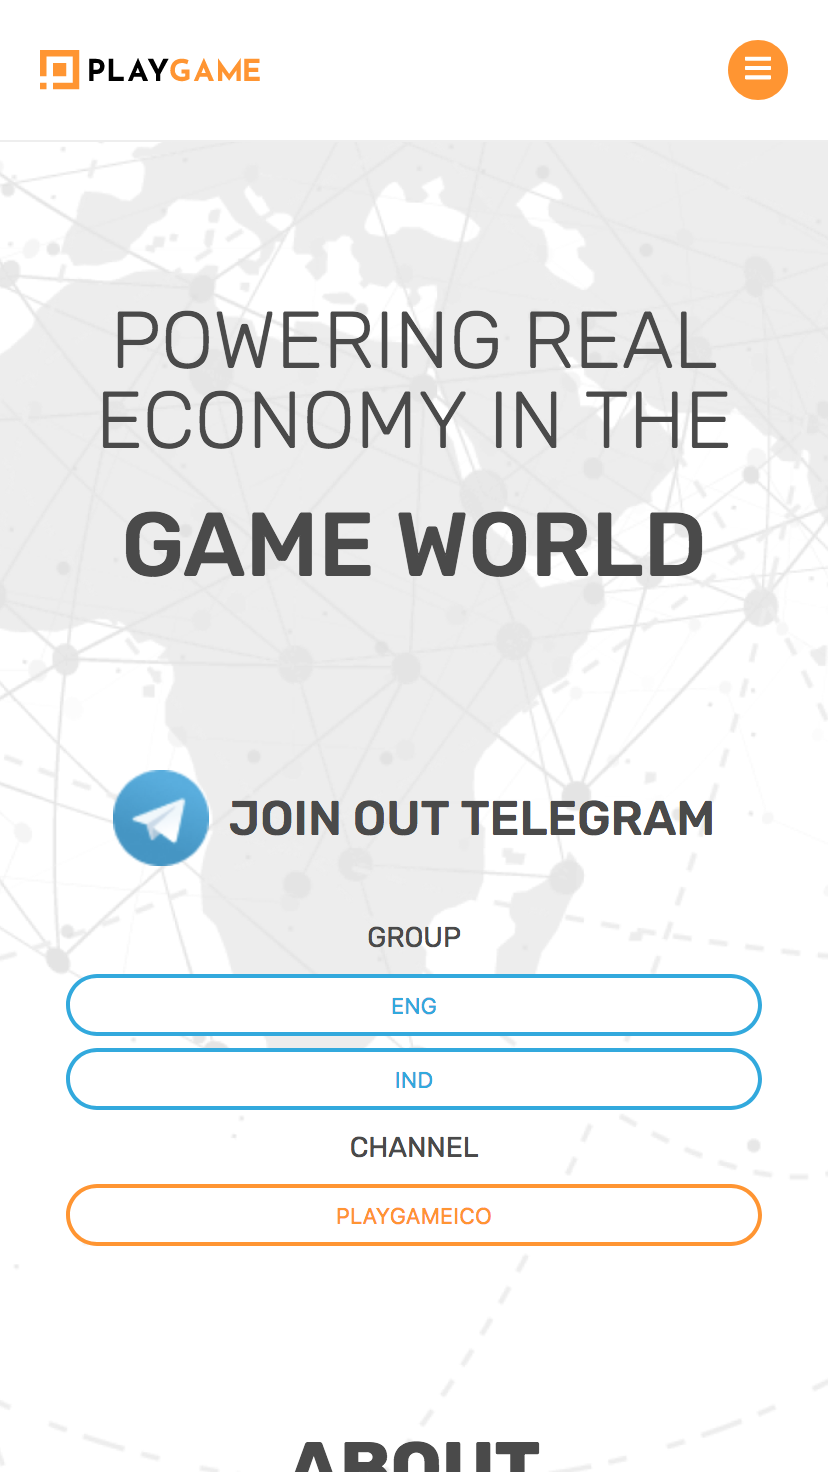 PLAYGAME
POWERING REAL
ECONOMY IN THE
GAME WORLD
JOIN OUT TELEGRAM
GROUP
ENG
IND
CHANNEL
PLAYGAMEICO
ABOUT